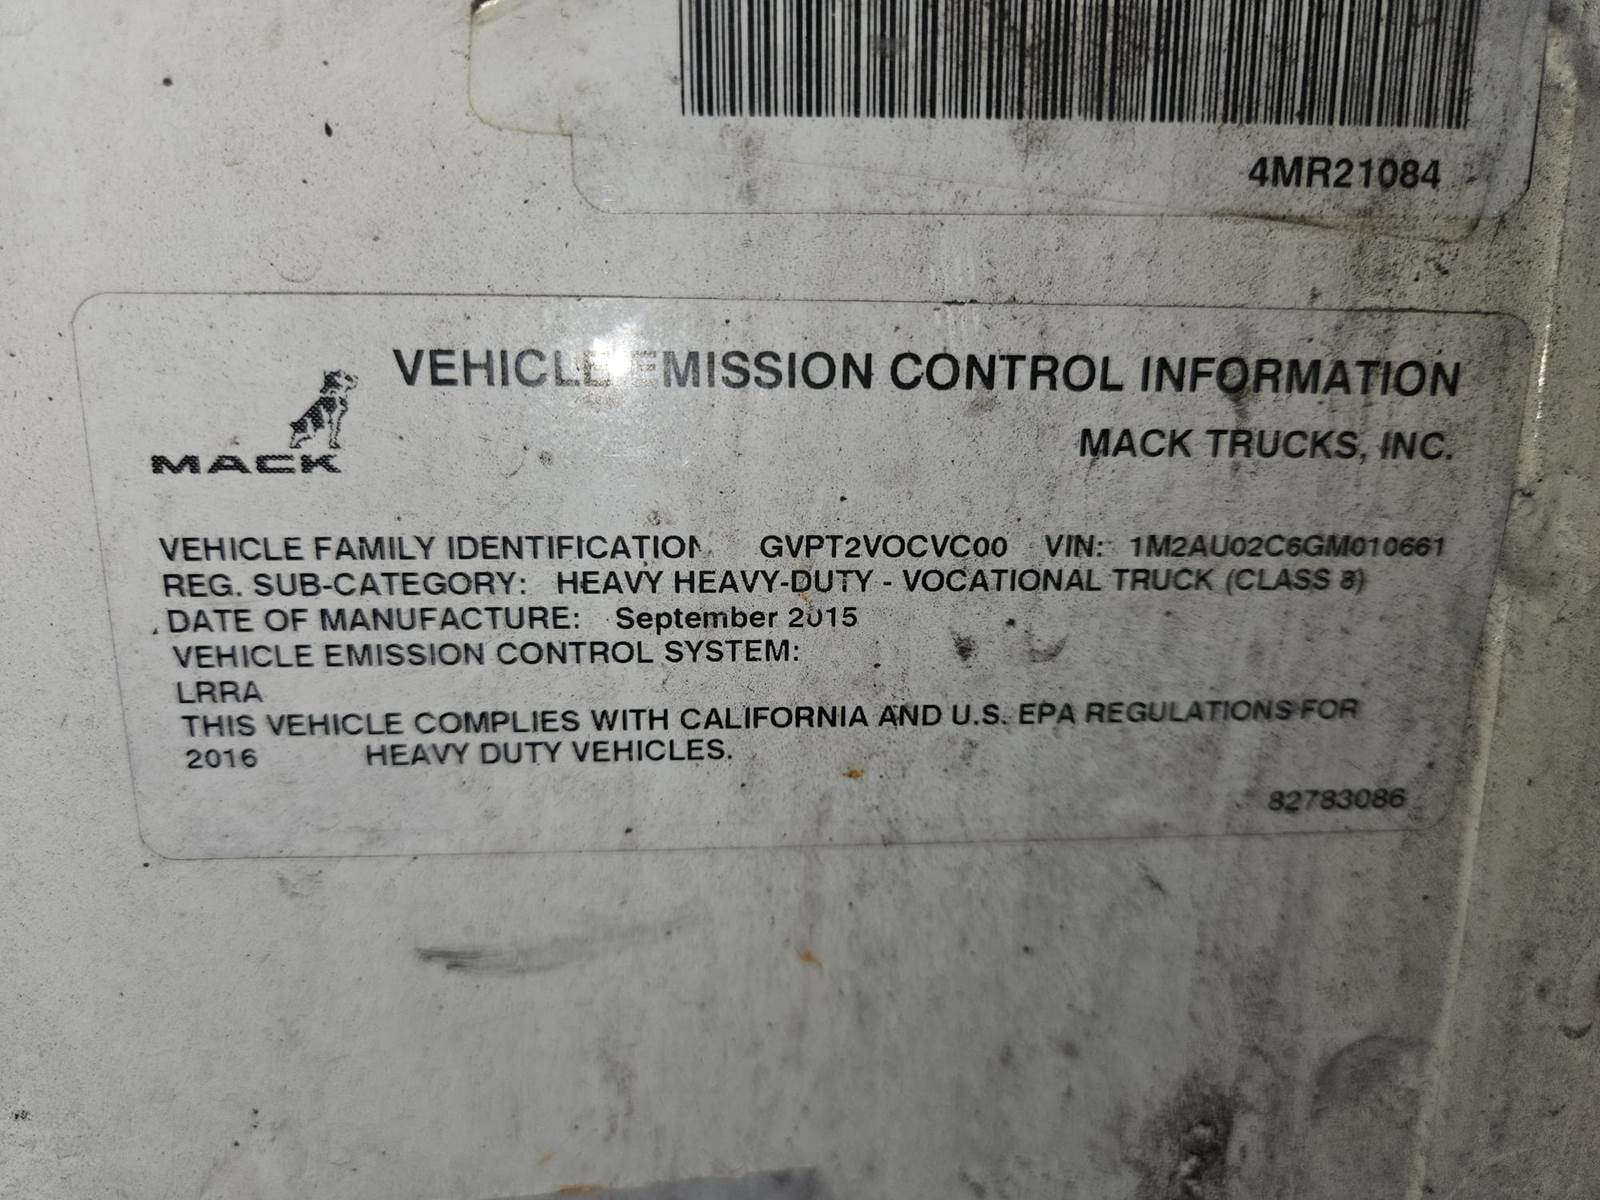 4MR21084
VEHICLE EMISSION CONTROL INFORMATION
MACK
MACK TRUCKS, INC.
VEHICLE FAMILY IDENTIFICATION GVPT2VOCVC00 VIN: 1M2AU02C6GM010661
REG. SUB-CATEGORY: HEAVY HEAVY-DUTY - VOCATIONAL TRUCK (CLASS 8)
DATE OF MANUFACTURE: September 2015
VEHICLE EMISSION CONTROL SYSTEM:
LRRA
THIS VEHICLE COMPLIES WITH CALIFORNIA AND U.S. EPA REGULATIONS FOR
2016 HEAVY DUTY VEHICLES.
82783086